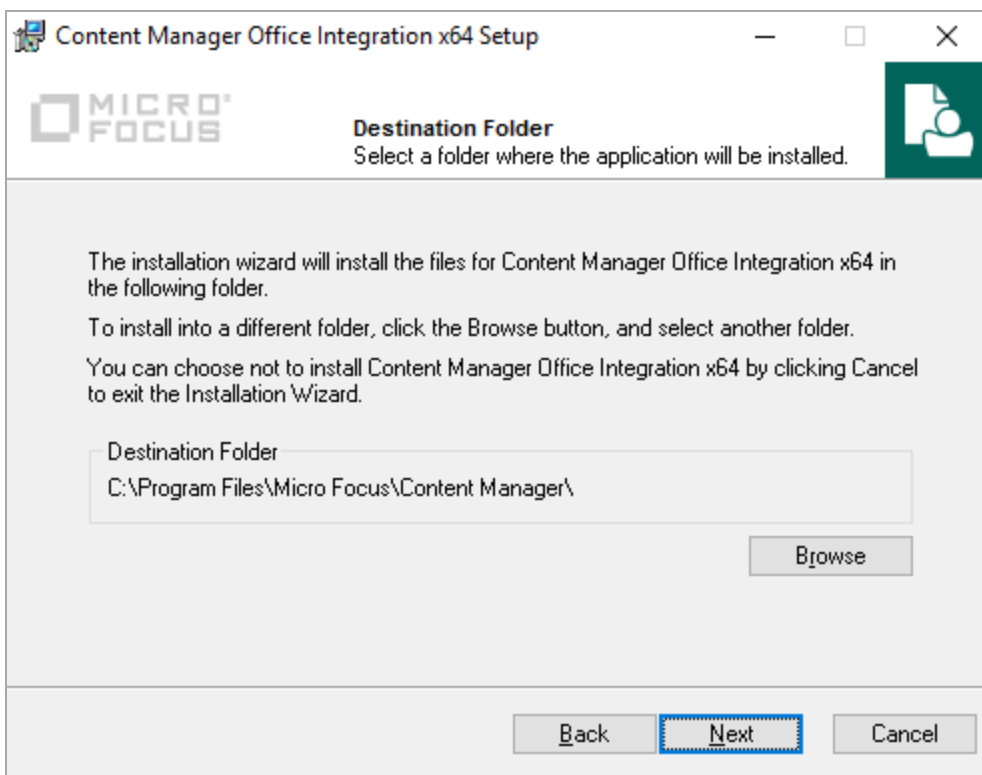 Content Manager Office Integration x64 Setup
MICRO
FOCUS
Destination Folder
Select a folder where the application will be installed.
The installation wizard will install the files for Content Manager Office Integration x64 in
the following folder.
To install into a different folder, click the Browse button, and select another folder.
You can choose not to install Content Manager Office Integration x64 by clicking Cancel
to exit the Installation Wizard.
Destination Folder
C:\Program Files\Micro Focus\Content Manager\
Browse
Back Next Cancel